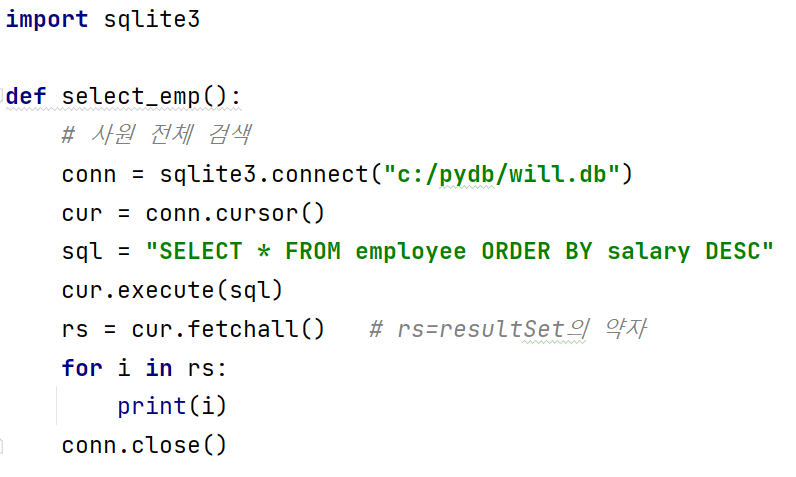 import sqlite3
def select_emp():
# 사원 전체 검색
conn = sqlite3.connect("c:/pydb/will.db")
cur = conn.cursor()
sql = "SELECT * FROM employee ORDER BY salary DESC"
cur.execute(sql)
rs = cur.fetchall()   # rs=resultSet의 약자
for i in rs:
print(i)
conn.close()